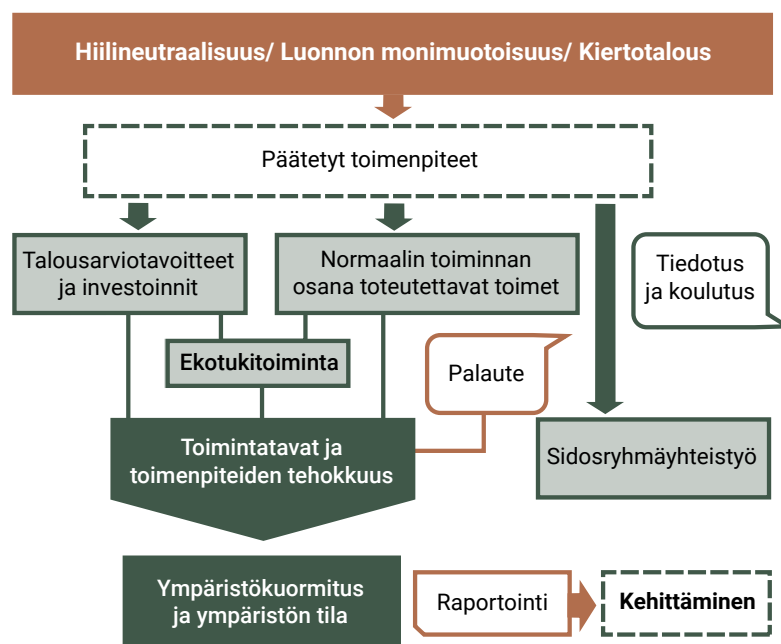 Hiilineutraalisuus/ Luonnon monimuotoisuus/ Kiertotalous
Päätetyt toimenpiteet
Talousarviotavoitteet
ja investoinnit
Normaalin toiminnan
osana toteutettavat toimet
Tiedotus
ja koulutus
Ekotukitoiminta
Palaute
Toimintatavat ja
toimenpiteiden tehokkuus
Sidosryhmäyhteistyö
Ympäristökuormitus
ja ympäristön tila
Raportointi
Kehittäminen